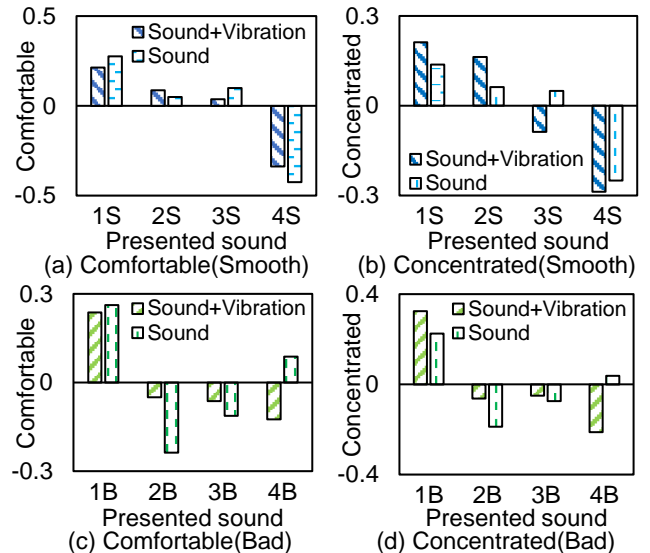 0.5
Comfortable
0
-0.5
Sound+Vibration
Sound
1S 2S 3S 4S
Presented sound
(a) Comfortable(Smooth)
0.3
Concentrated
0
-0.3
Sound+Vibration
Sound
1S 2S 3S 4S
Presented sound
(b) Concentrated(Smooth)
0.3
Comfortable
0
-0.3
Sound+Vibration
Sound
1B 2B 3B 4B
Presented sound
(c) Comfortable(Bad)
0.4
Concentrated
0
-0.4
Sound+Vibration
Sound
1B 2B 3B 4B
Presented sound
(d) Concentrated(Bad)